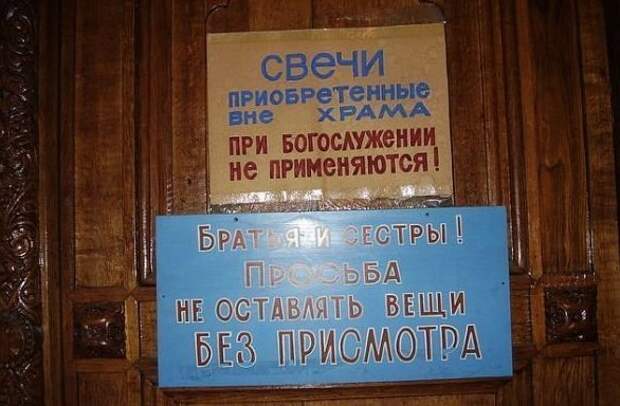 СВеЧИ
ПРИОБРеТеННЫе
ВНе ХРАМА
ПРИ БОГОСЛУЖЕНИИ
Не ПРИМЕНЯЮТСЯ!
БРАТЬЯ И СЕСТРЫ!
ПРОСЬБА
НЕ ОСТАВЛЯТЬ ВЕЩИ
БЕЗ ПРИСМОТРА